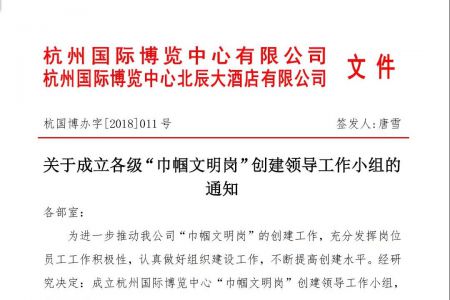 杭州国际博览中心有限公司
杭州国际博览中心北辰大酒店有限公司
文件
杭国博办字[2018]011号 签发人:唐雪
关于成立各级“巾帼文明岗”创建领导工作小组的
通知
各部室:
为进一步推动我公司“巾帼文明岗”的创建工作,充分发挥岗位
员工工作积极性,认真做好组织建设工作,不断提高创建水平。经研
究决定:成立杭州国际博览中心“巾帼文明岗”创建领导工作小组,